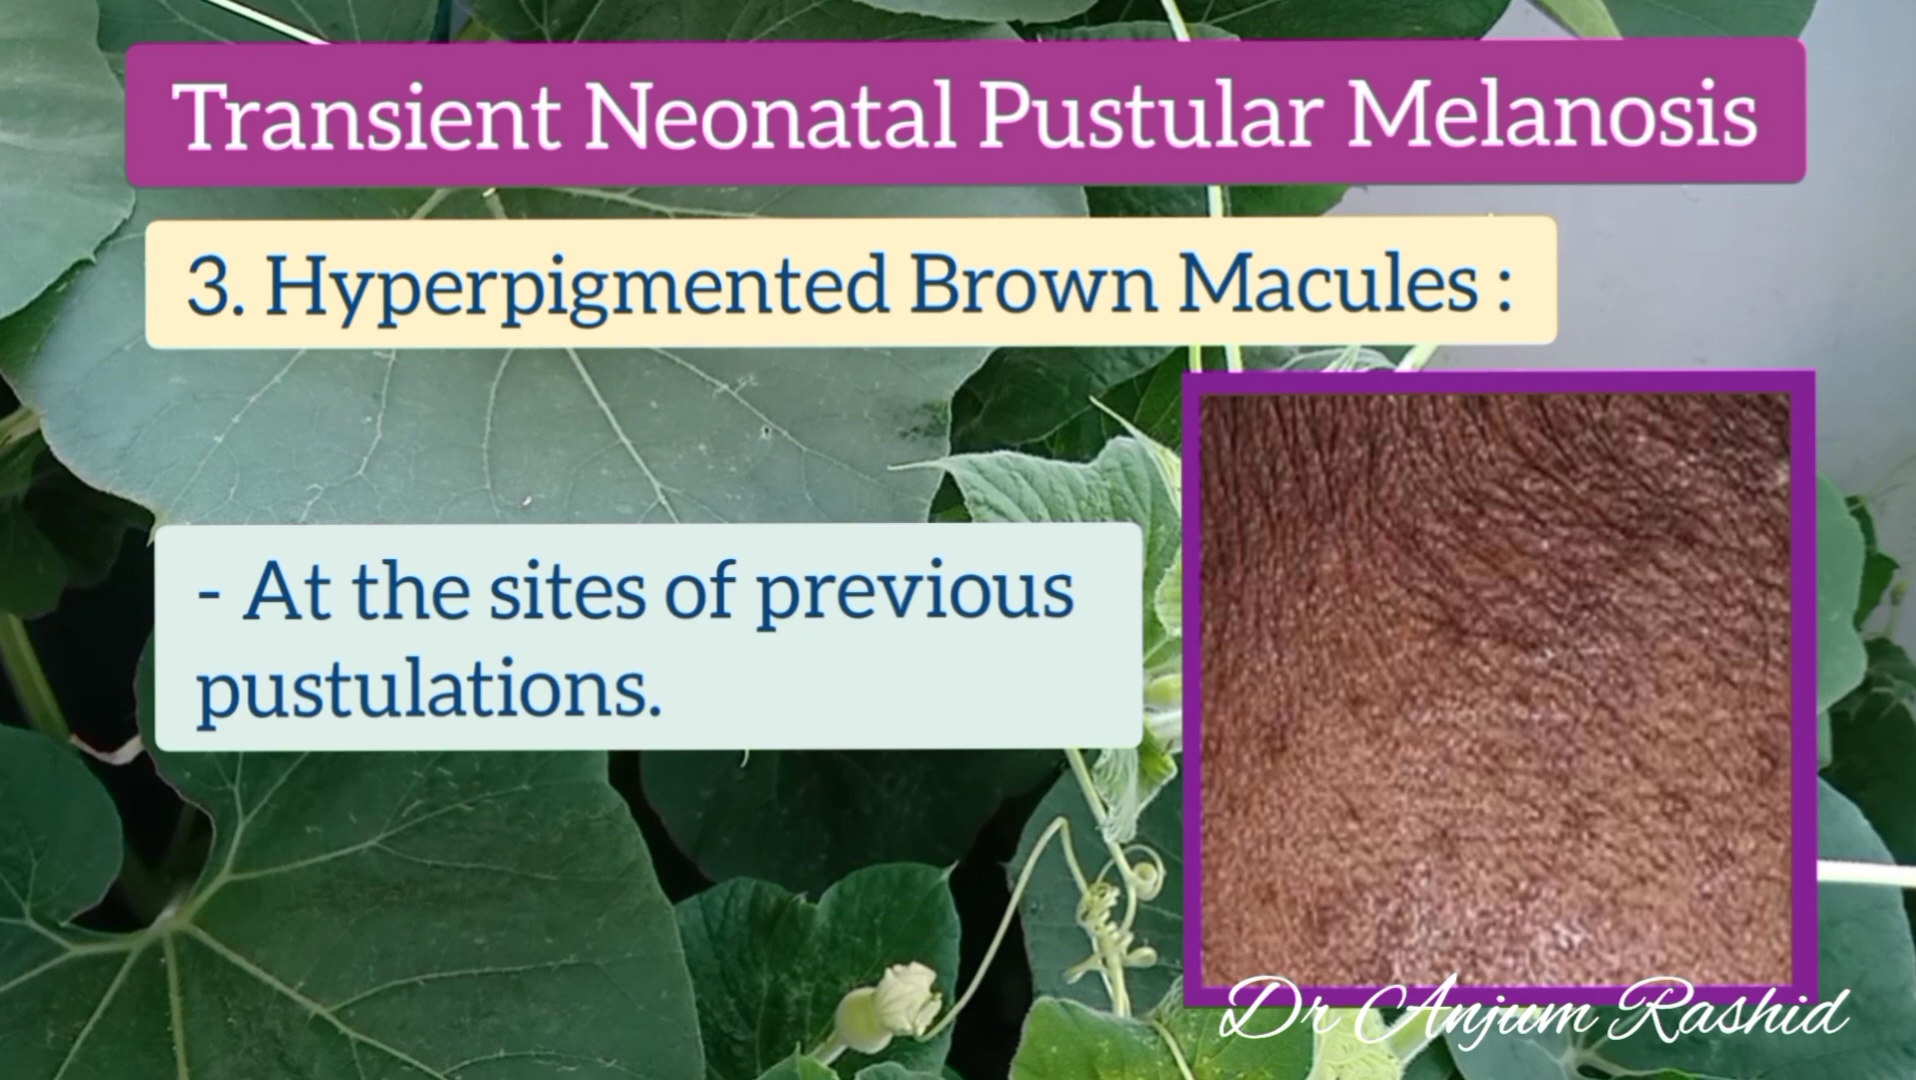 Transient Neonatal Pustular Melanosis
3. Hyperpigmented Brown Macules :
- At the sites of previous
pustulations.
Dr Anjum Rashid